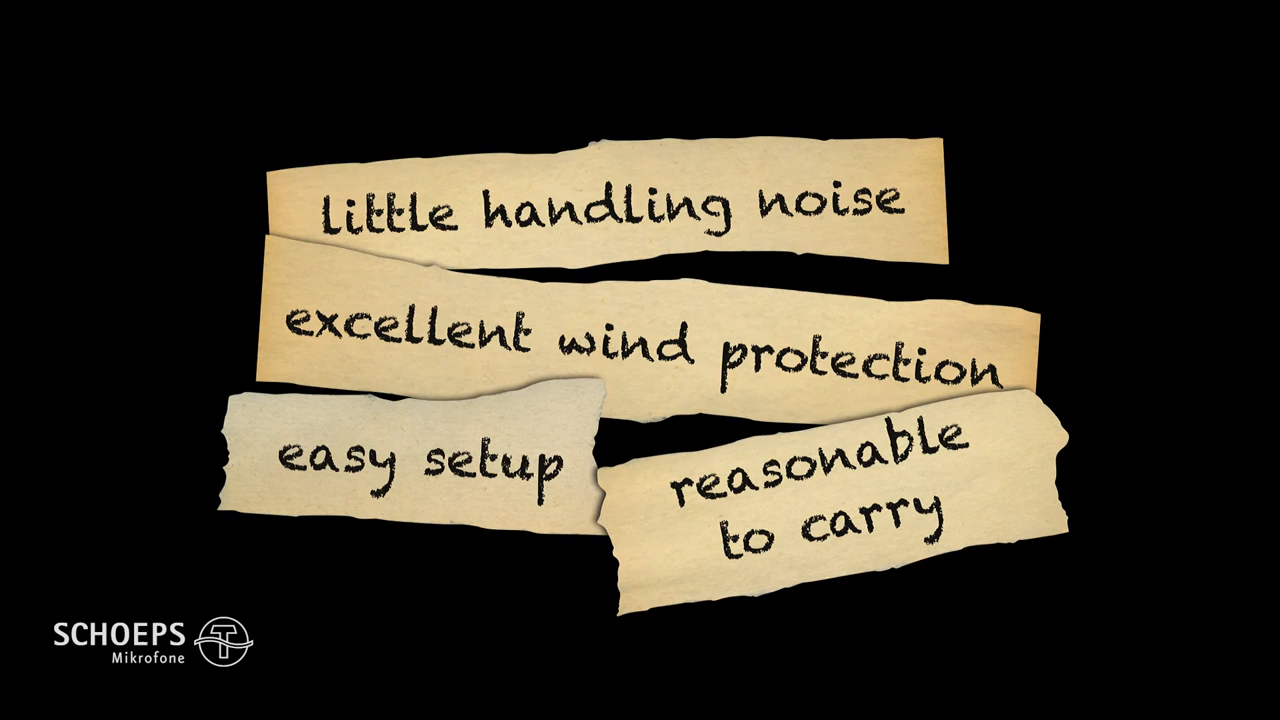 little handling noise
excellent wind protection
easy setup
reasonable
to carry
SCHOEPS
Mikrofone